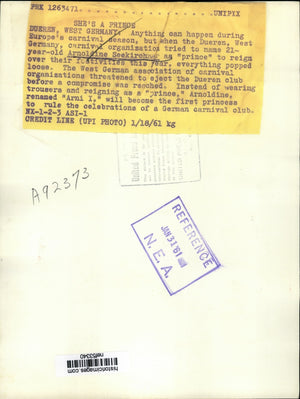 PRX 1263471.......UNIPIX
SHE'S A PRINCE
DUEREN, WEST GERMANY: Anything can happen during
Europe's carnival season, but when the Dueren, West
Germany, carnival organization tried to name 21-
year-old Arnoldine Soekirchner as "prince" to reign
over their festivities this year, everything popped
loose. The West German association of carnival
organizations threatened to eject the Dueren club
before a compromise was reached. Instead of wearing
trousers and reigning as a "prince," Arnoldine,
renamed "Arni I," will become the first princess
to rule the celebrations of a German carnival club.
NX-1-2-3 ASI-1
CREDIT LINE (UPI PHOTO) 1/18/61 kg
A92373
REFERENCE
JAN 31 '61
N. E. A.
historicimages.com
nef53340